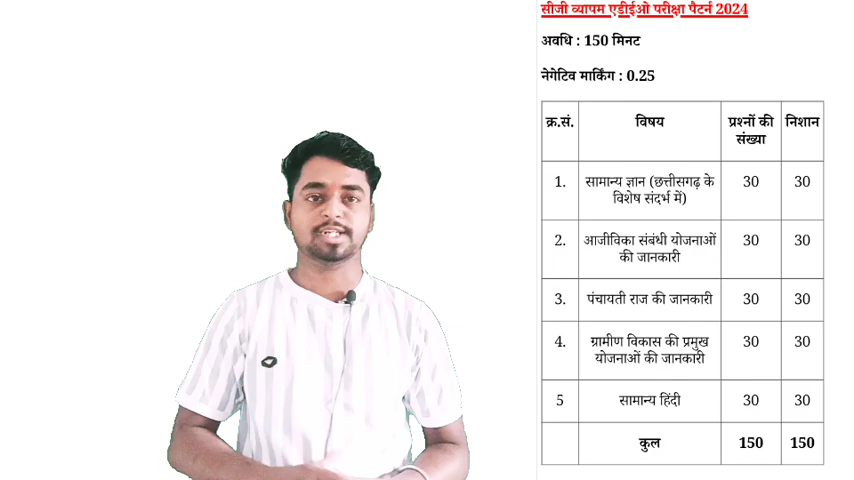 सीजी व्यापम एडीईओ परीक्षा पैटर्न 2024
अवधि : 150 मिनट
नेगेटिव मार्किंग : 0.25
क्र.सं. विषय प्रश्नों की संख्या निशान
1. सामान्य ज्ञान (छत्तीसगढ़ के विशेष संदर्भ में) 30 30
2. आजीविका संबंधी योजनाओं की जानकारी 30 30
3. पंचायती राज की जानकारी 30 30
4. ग्रामीण विकास की प्रमुख योजनाओं की जानकारी 30 30
5 सामान्य हिंदी 30 30
कुल 150 150